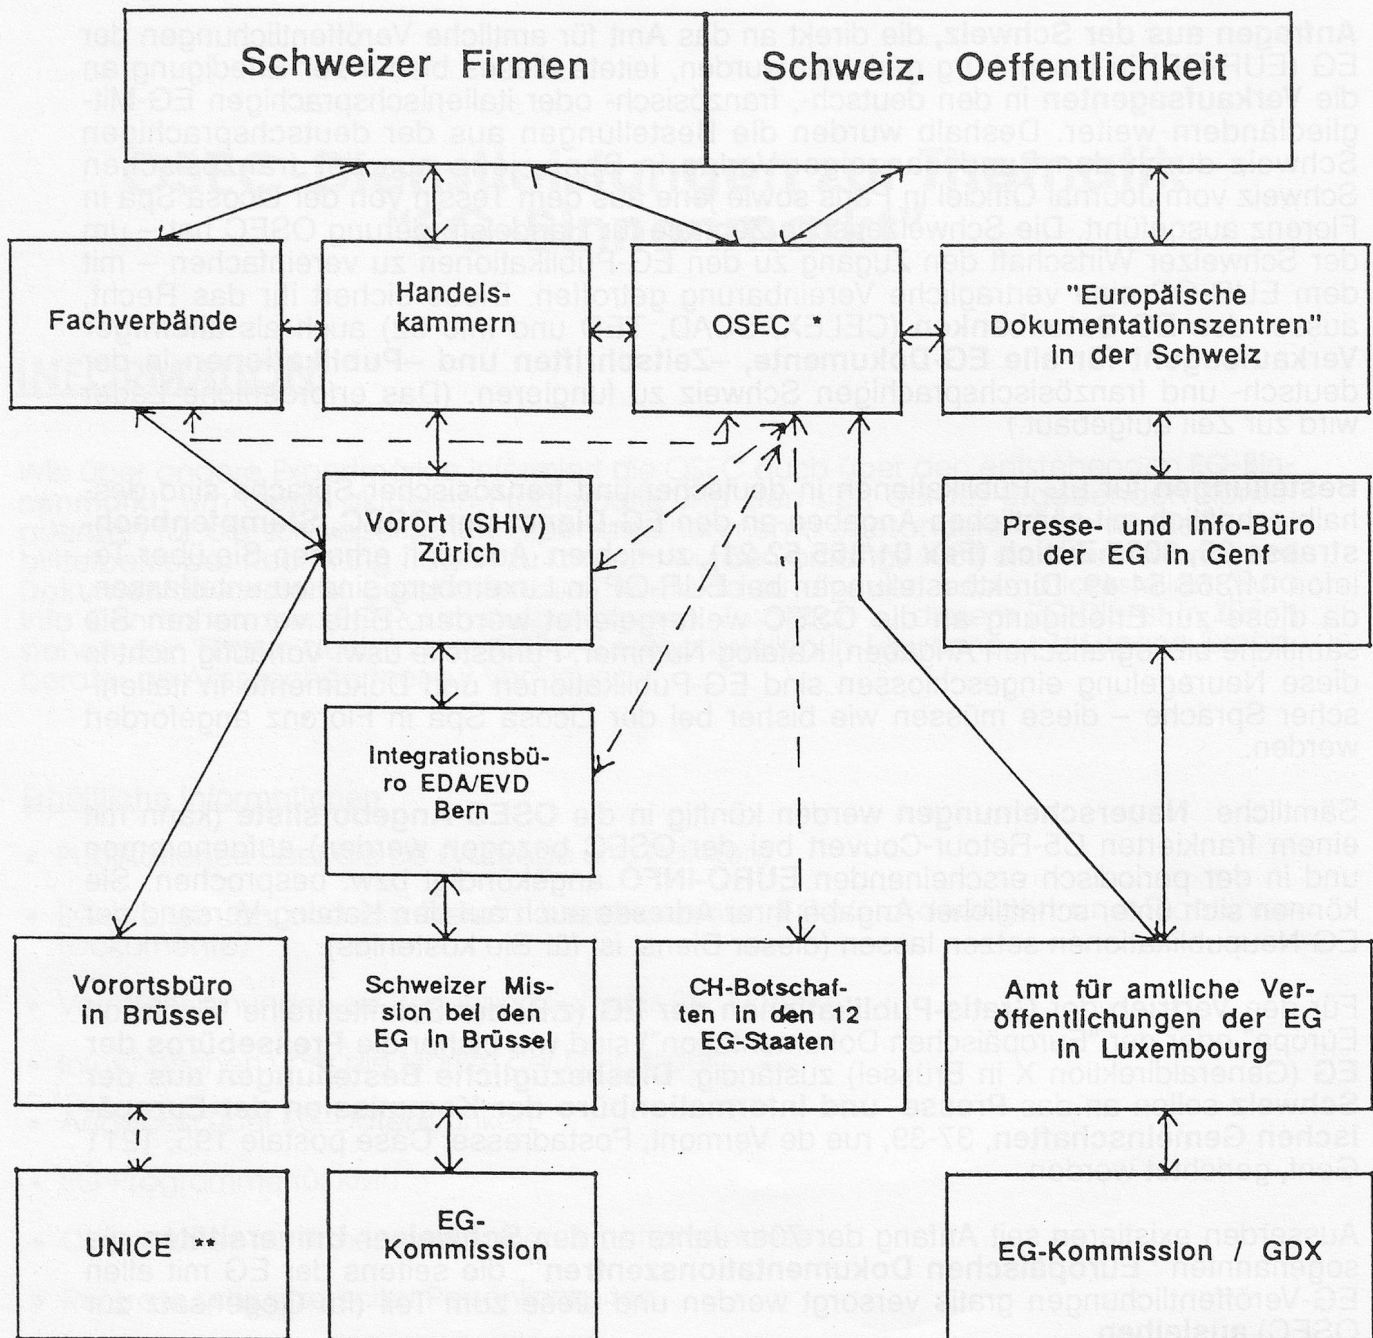 Schweizer Firmen
Schweiz. Oeffentlichkeit
Fachverbände
Handels-
kammern
OSEC *
"Europäische
Dokumentationszentren"
in der Schweiz
Vorort (SHIV)
Zürich
Presse- und Info-Büro
der EG in Genf
Integrationsbü-
ro EDA/EVD
Bern
Vorortsbüro
in Brüssel
Schweizer Mis-
sion bei den
EG in Brüssel
CH-Botschaf-
ten in den 12
EG-Staaten
Amt für amtliche Ver-
öffentlichungen der EG
in Luxembourg
UNICE **
EG-
Kommission
EG-Kommission / GDX